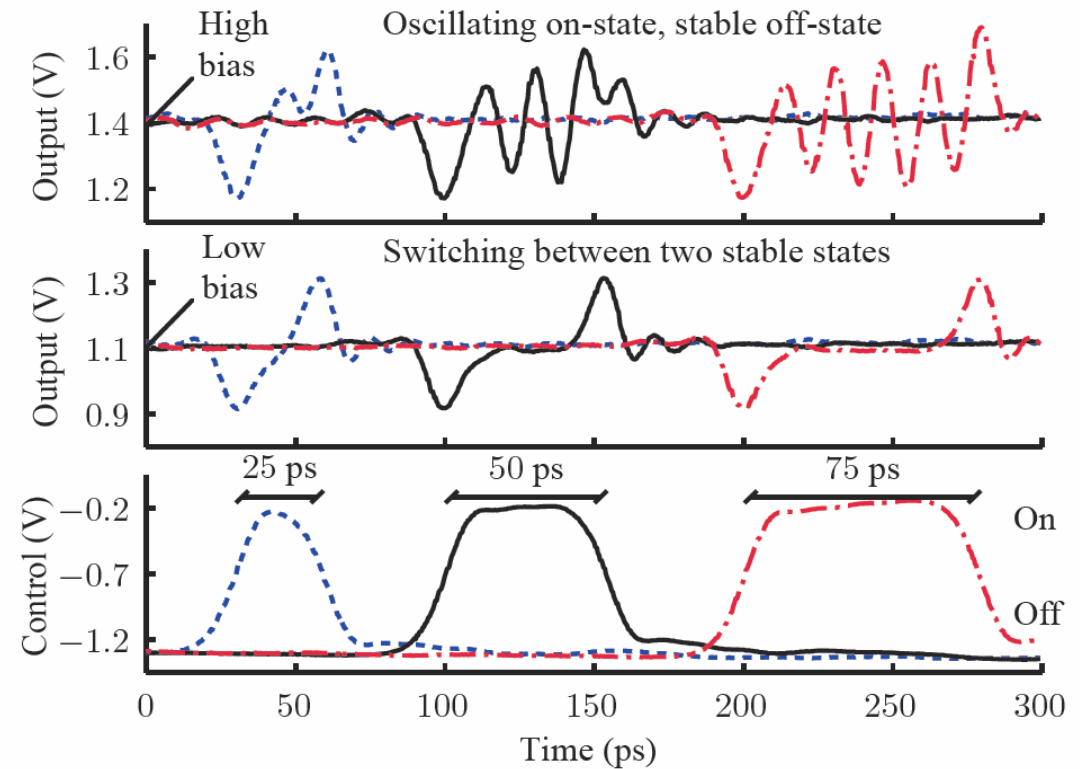 High
bias
Oscillating on-state, stable off-state
Output (V)
1.6
1.4
1.2
Low
bias
Switching between two stable states
Output (V)
1.3
1.1
0.9
25 ps
50 ps
75 ps
Control (V)
−0.2
−0.7
−1.2
On
Off
0 50 100 150 200 250 300
Time (ps)